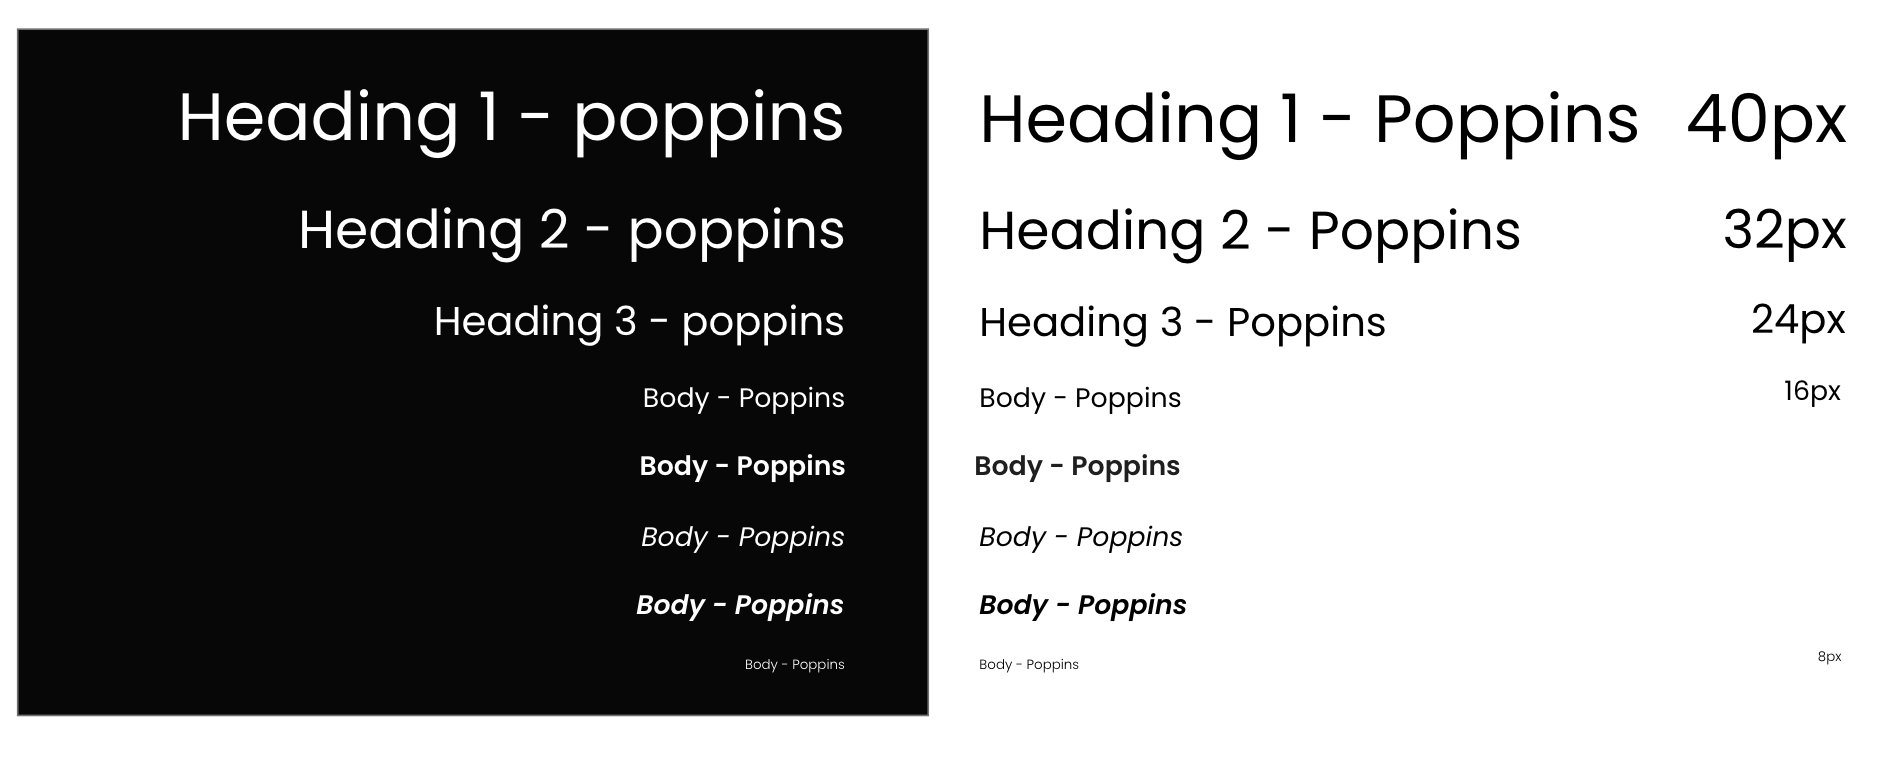 Heading 1 - poppins
Heading 2 - poppins
Heading 3 - poppins
Body - Poppins
Body - Poppins
Body - Poppins
Body - Poppins
Body - Poppins
Heading 1 - Poppins 40px
Heading 2 - Poppins 32px
Heading 3 - Poppins 24px
Body - Poppins 16px
Body - Poppins
Body - Poppins
Body - Poppins
Body - Poppins 8px